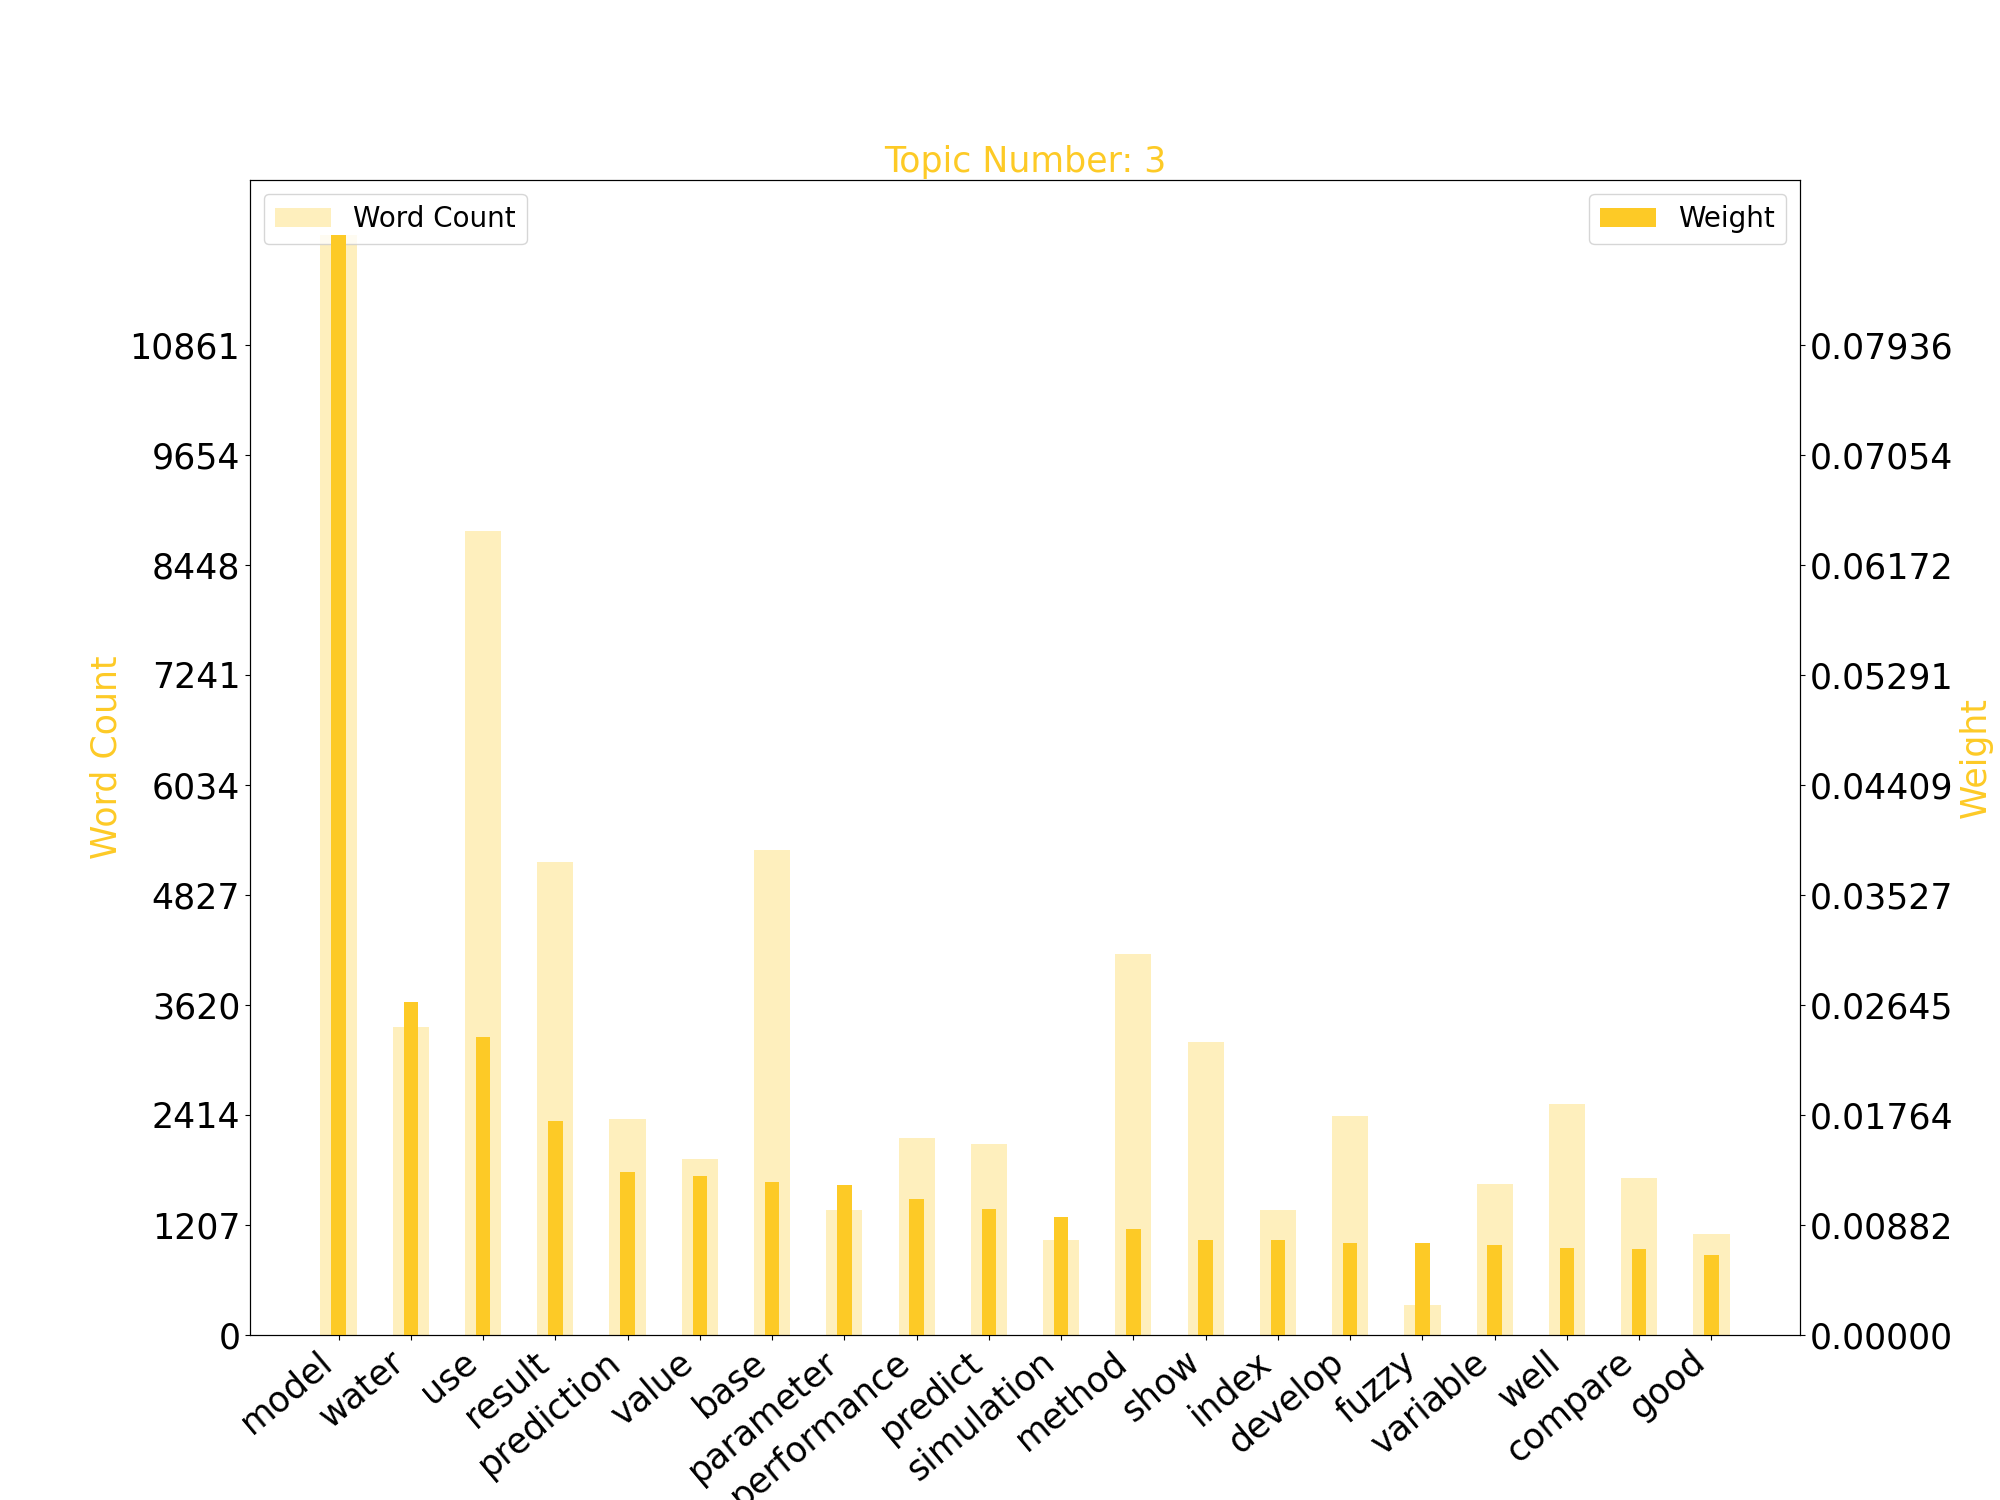 Topic Number: 3
Word Count
Weight
10861
9654
8448
7241
6034
4827
3620
2414
1207
0
Word Count
0.07936
0.07054
0.06172
0.05291
0.04409
0.03527
0.02645
0.01764
0.00882
0.00000
Weight
model
water
use
result
prediction
value
base
parameter
performance
predict
simulation
method
show
index
develop
fuzzy
variable
well
compare
good